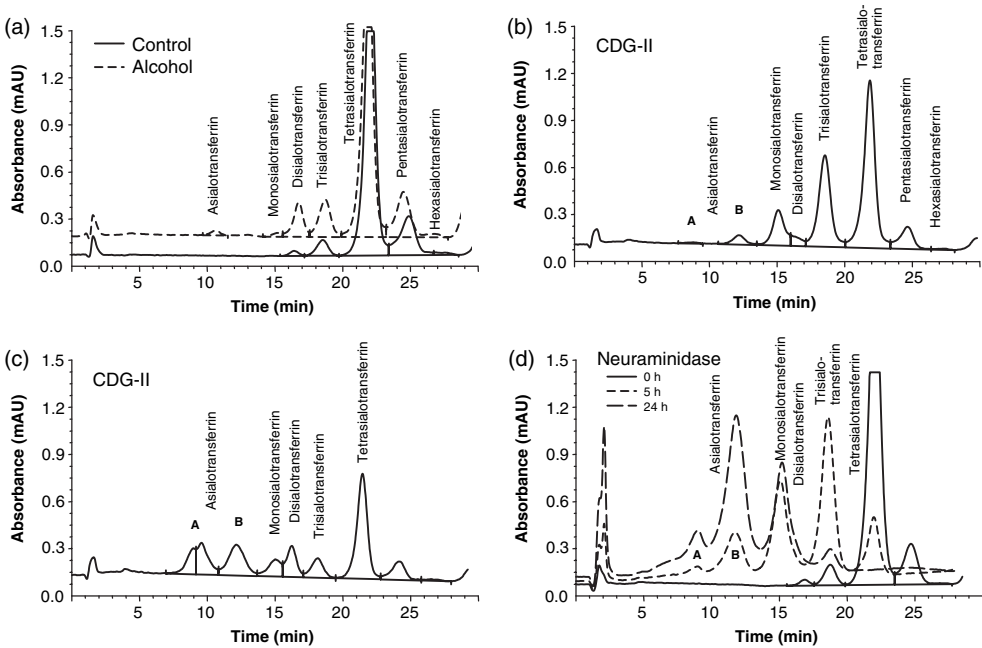 (a)
Control
Alcohol
Absorbance (mAU)
1.5
1.2
0.9
0.6
0.3
0.0
Asialotransferrin
Monosialotransferrin
Disialotransferrin
Trisialotransferrin
Tetrasialotransferrin
Pentasialotransferrin
Hexasialotransferrin
5
10
15
20
25
Time (min)
(b)
CDG-II
Absorbance (mAU)
1.5
1.2
0.9
0.6
0.3
0.0
A
Asialotransferrin
B
Monosialotransferrin
Disialotransferrin
Trisialotransferrin
Tetrasialo-
transferrin
Pentasialotransferrin
Hexasialotransferrin
5
10
15
20
25
Time (min)
(c)
CDG-II
Absorbance (mAU)
1.5
1.2
0.9
0.6
0.3
0.0
A
Asialotransferrin
B
Monosialotransferrin
Disialotransferrin
Trisialotransferrin
Tetrasialotransferrin
5
10
15
20
25
Time (min)
(d)
Neuraminidase
0 h
5 h
24 h
Absorbance (mAU)
1.5
1.2
0.9
0.6
0.3
0.0
A
Asialotransferrin
B
Monosialotransferrin
Disialotransferrin
Trisialo-
transferrin
Tetrasialotransferrin
5
10
15
20
25
Time (min)